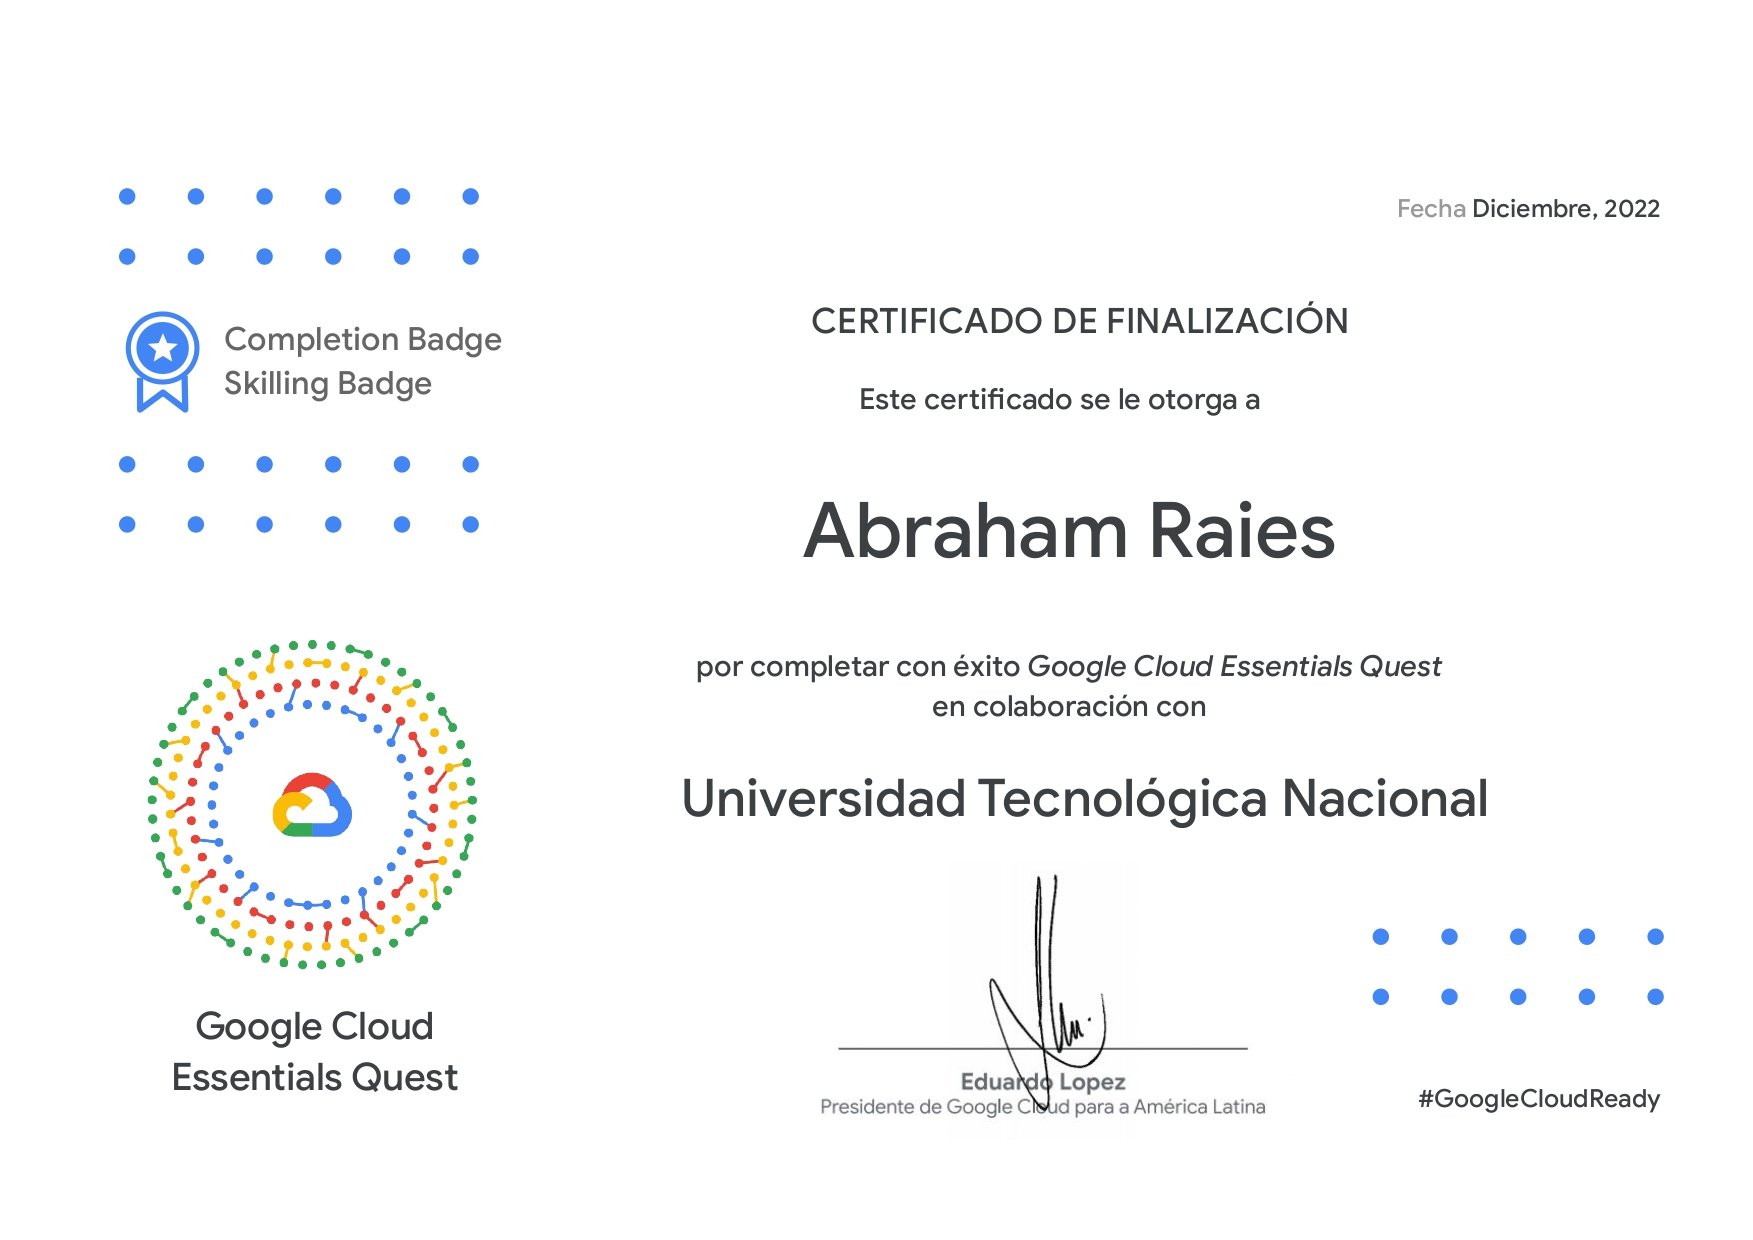 Fecha Diciembre, 2022
Completion Badge
Skilling Badge
CERTIFICADO DE FINALIZACIÓN
Este certificado se le otorga a
Abraham Raies
por completar con éxito Google Cloud Essentials Quest
en colaboración con
Universidad Tecnológica Nacional
Google Cloud
Essentials Quest
Eduardo Lopez
Presidente de Google Cloud para a América Latina
#GoogleCloudReady